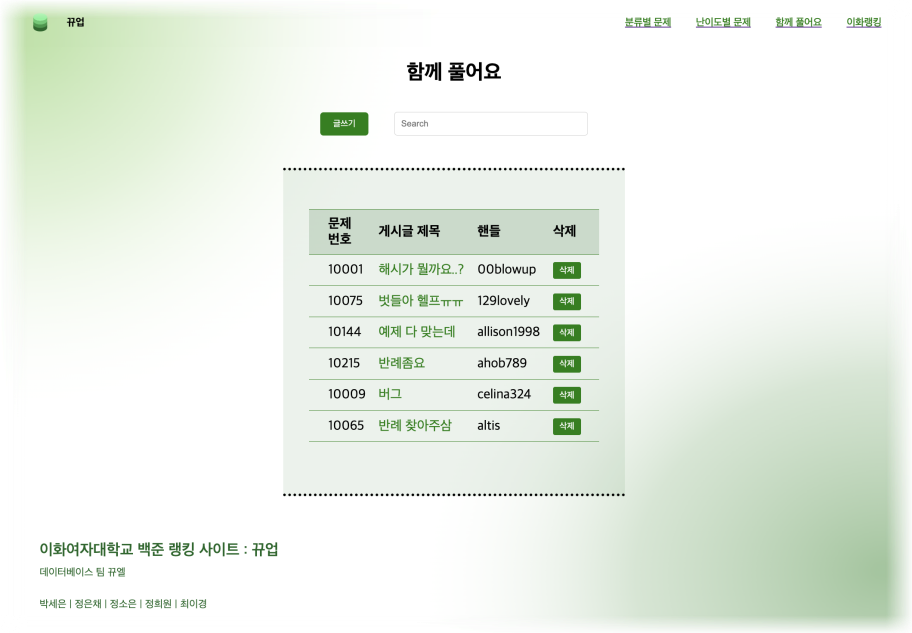 뀨업 분류별 문제 난이도별 문제 함께 풀어요 이화랭킹
함께 풀어요
글쓰기 Search
문제 번호 게시글 제목 핸들 삭제
10001 해시가 뭘까요..? 00blowup 삭제
10075 벗들아 헬프ㅠㅠ 129lovely 삭제
10144 예제 다 맞는데 allison1998 삭제
10215 반례좀요 ahob789 삭제
10009 버그 celina324 삭제
10065 반례 찾아주삼 altis 삭제
이화여자대학교 백준 랭킹 사이트 : 뀨업
데이터베이스 팀 뀨엘
박세은 | 정은채 | 정소은 | 정희원 | 최이경